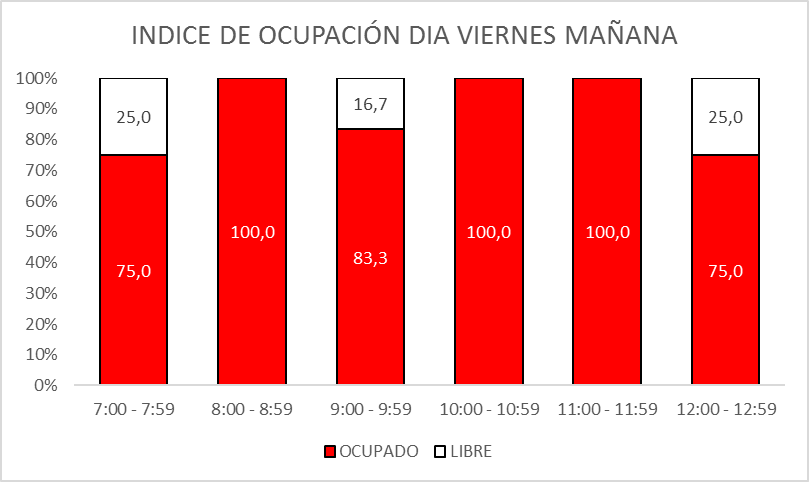 INDICE DE OCUPACIÓN DIA VIERNES MAÑANA
100%
90%
80%
70%
60%
50%
40%
30%
20%
10%
0%
25,0
16,7
25,0
75,0
100,0
83,3
100,0
100,0
75,0
7:00 - 7:59
8:00 - 8:59
9:00 - 9:59
10:00 - 10:59
11:00 - 11:59
12:00 - 12:59
OCUPADO
LIBRE